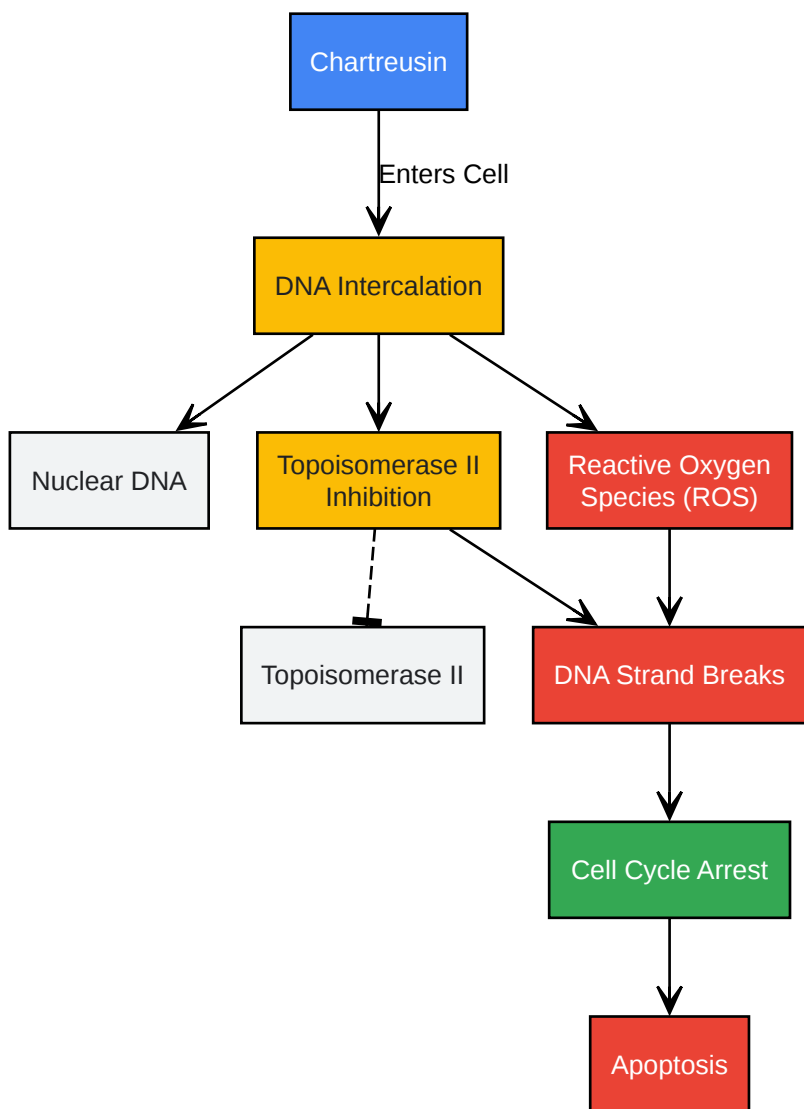 Chartreusin
Enters Cell
DNA Intercalation
Nuclear DNA
Topoisomerase II
Inhibition
Reactive Oxygen
Species (ROS)
Topoisomerase II
DNA Strand Breaks
Cell Cycle Arrest
Apoptosis